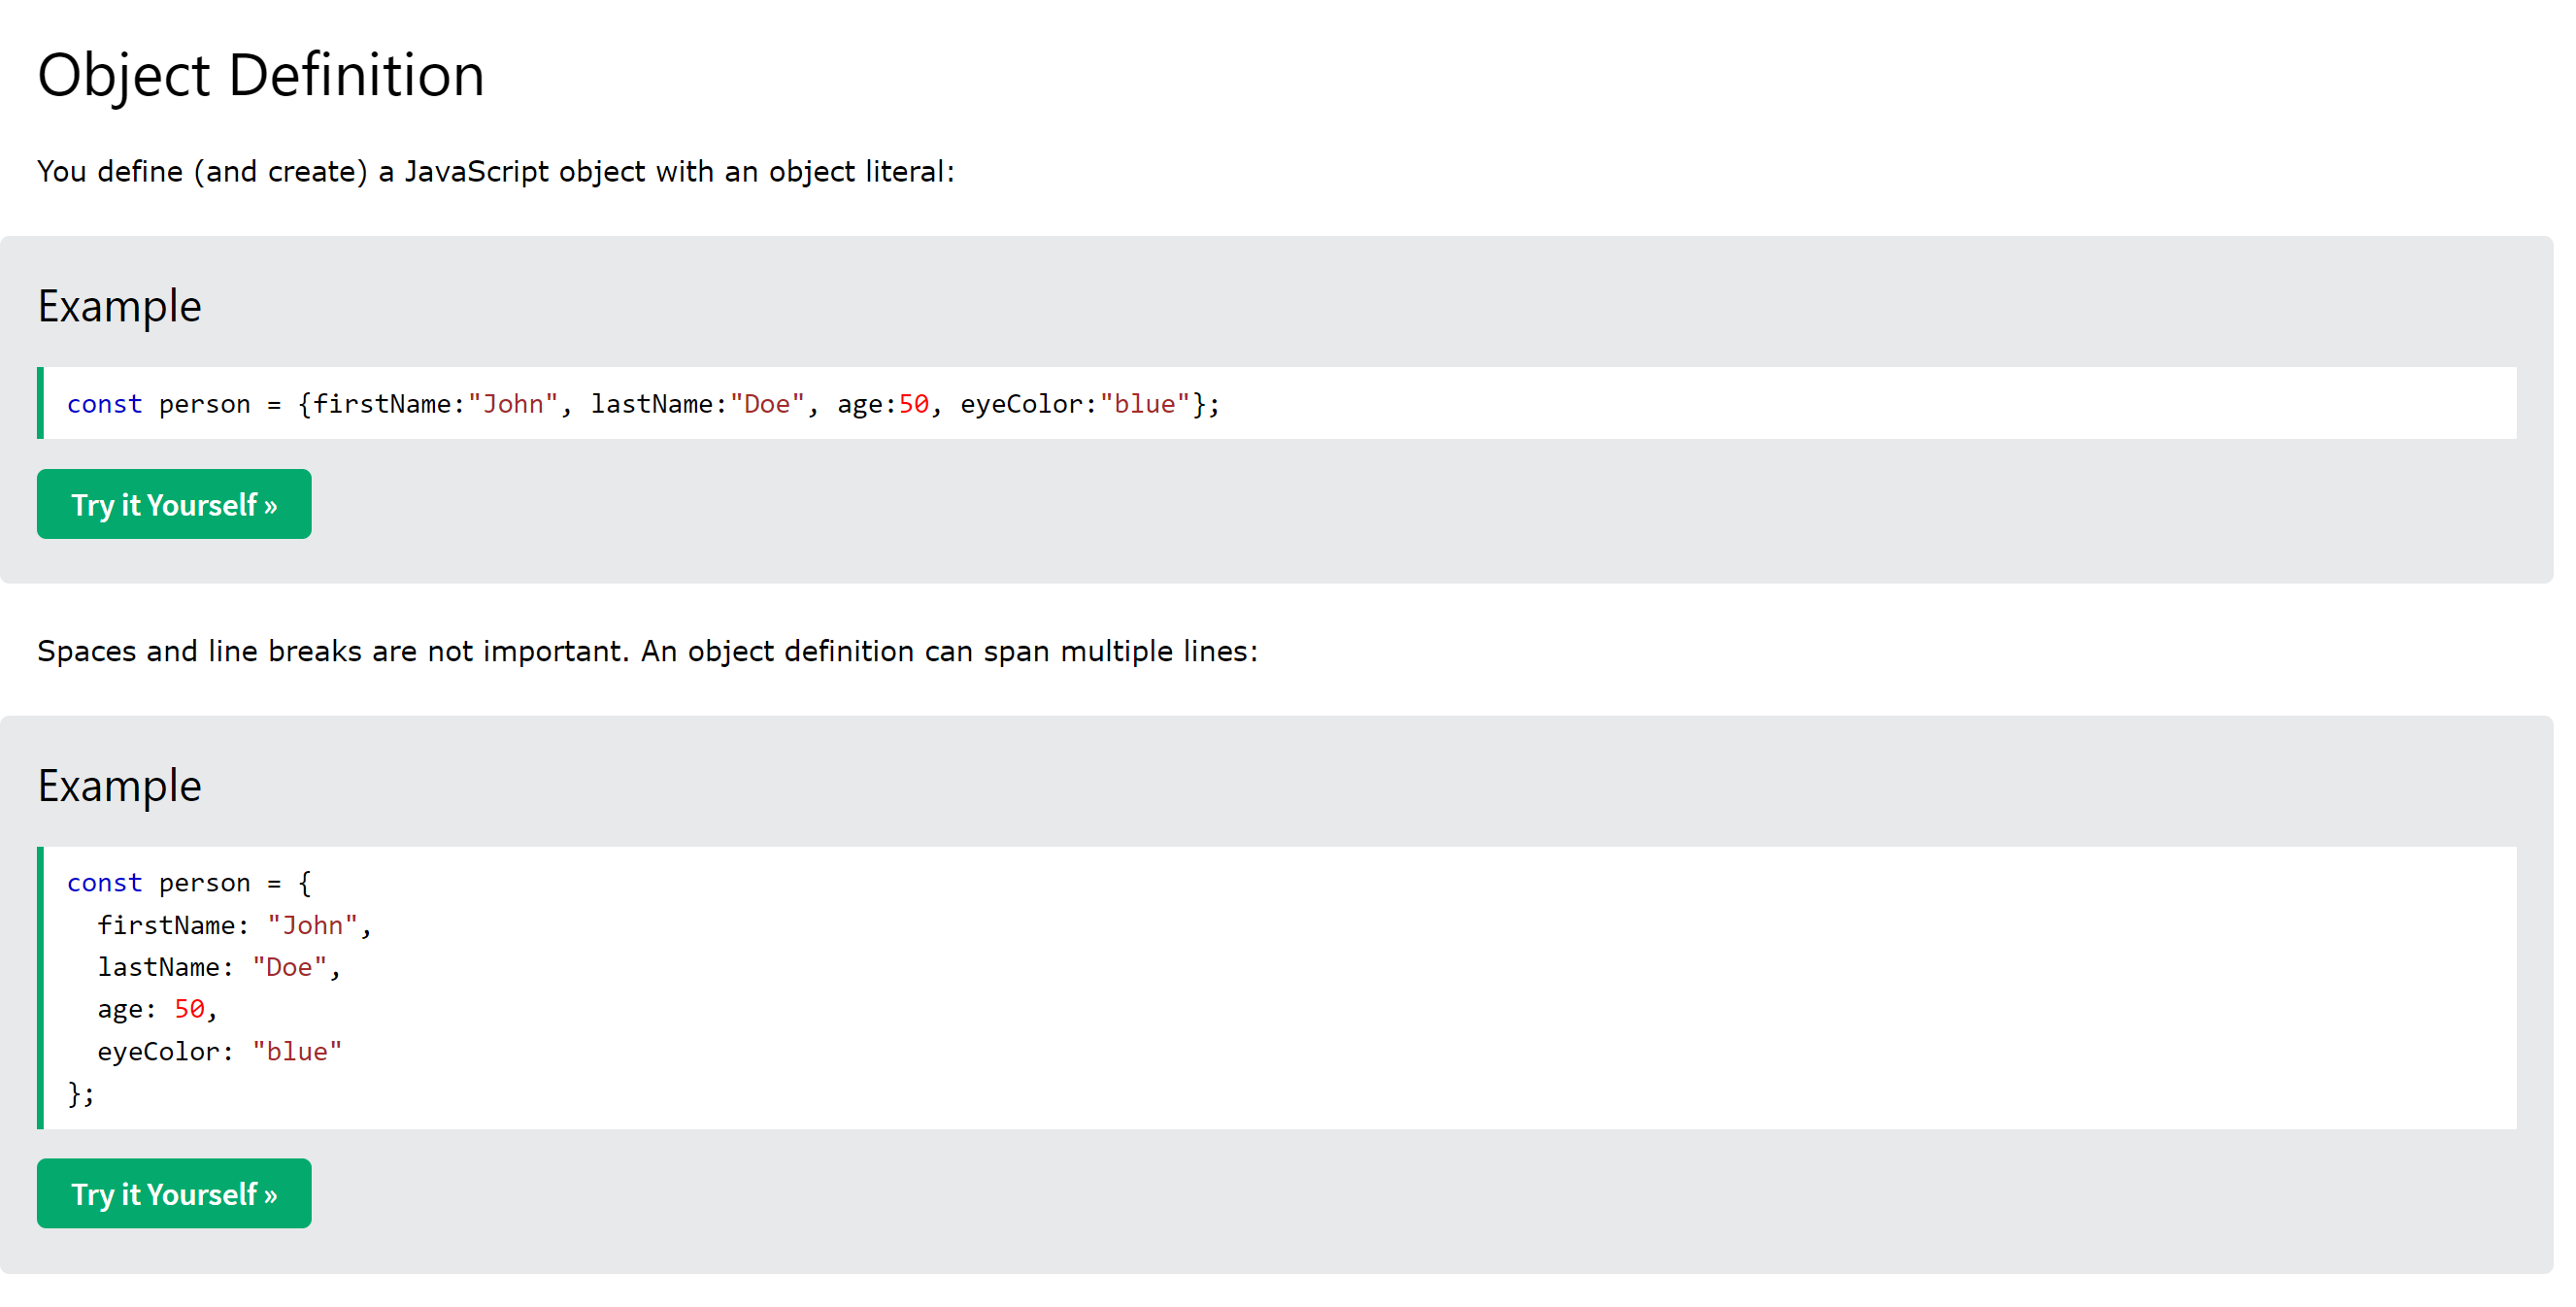 Object Definition
You define (and create) a JavaScript object with an object literal:
Example
const person = {firstName:"John", lastName:"Doe", age:50, eyeColor:"blue"};
Try it Yourself »
Spaces and line breaks are not important. An object definition can span multiple lines:
Example
const person = {
  firstName: "John",
  lastName: "Doe",
  age: 50,
  eyeColor: "blue"
};
Try it Yourself »